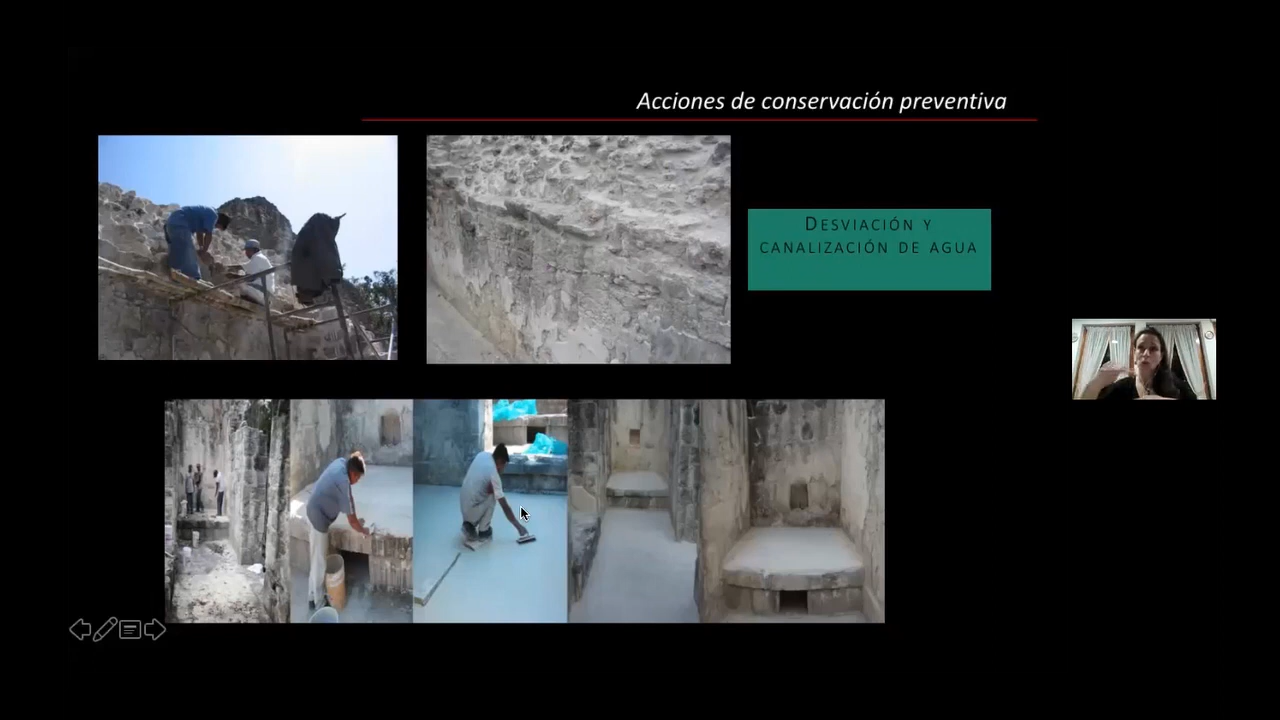 Acciones de conservación preventiva
DESVIACIÓN Y
CANALIZACIÓN DE AGUA